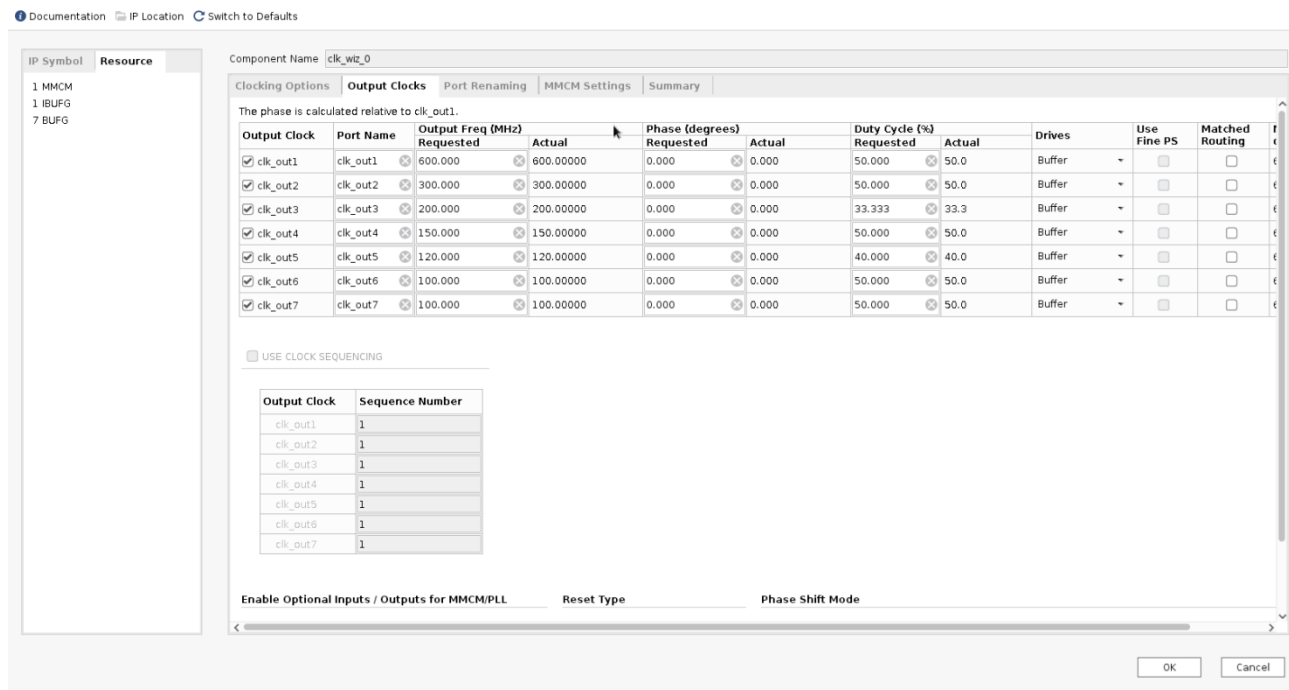 Documentation IP Location Switch to Defaults
IP Symbol Resource
1 MMCM
1 IBUFG
7 BUFG
Component Name clk_wiz_0
Clocking Options Output Clocks Port Renaming MMCM Settings Summary
The phase is calculated relative to clk_out1.
Output Clock Port Name Output Freq (MHz) Phase (degrees) Duty Cycle (%) Drives Use Fine PS Matched Routing
Requested Actual Requested Actual Requested Actual
clk_out1 clk_out1 600.000 600.00000 0.000 0.000 50.000 50.0 Buffer
clk_out2 clk_out2 300.000 300.00000 0.000 0.000 50.000 50.0 Buffer
clk_out3 clk_out3 200.000 200.00000 0.000 0.000 33.333 33.3 Buffer
clk_out4 clk_out4 150.000 150.00000 0.000 0.000 50.000 50.0 Buffer
clk_out5 clk_out5 120.000 120.00000 0.000 0.000 40.000 40.0 Buffer
clk_out6 clk_out6 100.000 100.00000 0.000 0.000 50.000 50.0 Buffer
clk_out7 clk_out7 100.000 100.00000 0.000 0.000 50.000 50.0 Buffer
USE CLOCK SEQUENCING
Output Clock Sequence Number
clk_out1 1
clk_out2 1
clk_out3 1
clk_out4 1
clk_out5 1
clk_out6 1
clk_out7 1
Enable Optional Inputs / Outputs for MMCM/PLL Reset Type Phase Shift Mode
OK Cancel